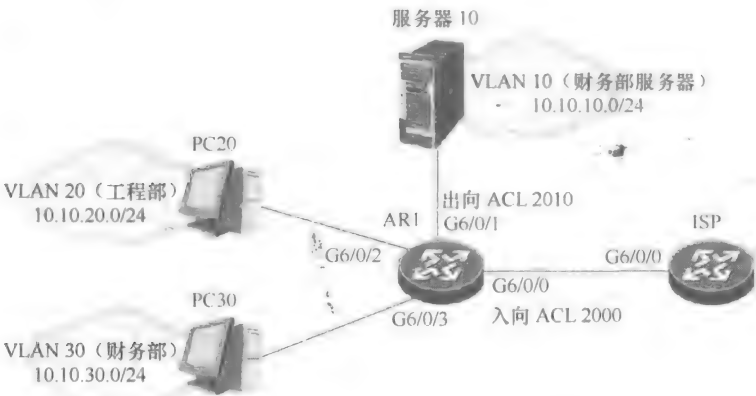 服务器 10
VLAN 10（财务部服务器）
10.10.10.0/24
PC20
VLAN 20（工程部）
10.10.20.0/24
出向 ACL 2010
AR1
G6/0/1
ISP
G6/0/2
G6/0/0
G6/0/0
PC30
G6/0/3
入向 ACL 2000
VLAN 30（财务部）
10.10.30.0/24